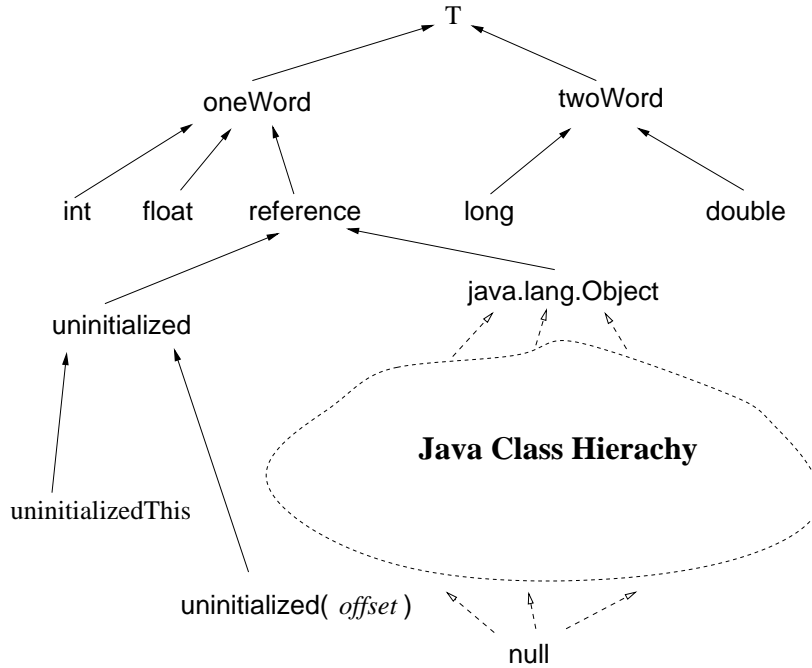 T
oneWord
twoWord
int
float
reference
long
double
java.lang.Object
uninitialized
Java Class Hierachy
uninitializedThis
uninitialized( offset )
null